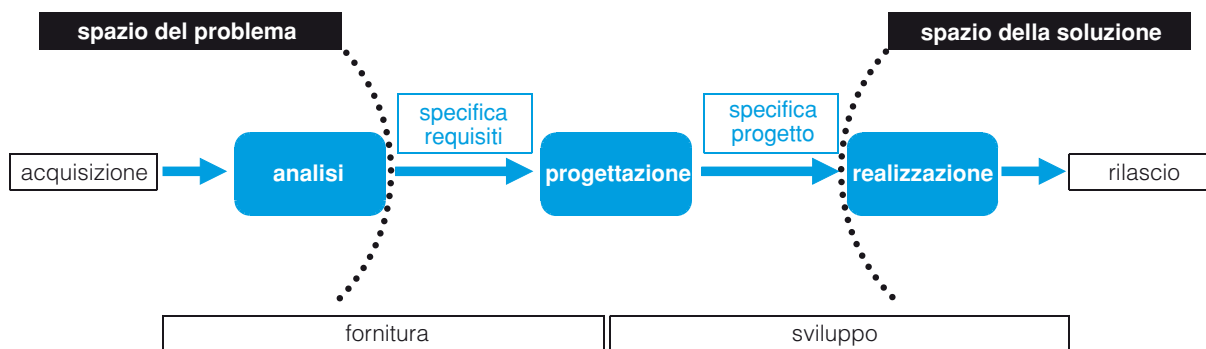 spazio del problema
spazio della soluzione
specifica
requisiti
specifica
progetto
acquisizione
analisi
progettazione
realizzazione
rilascio
fornitura
sviluppo